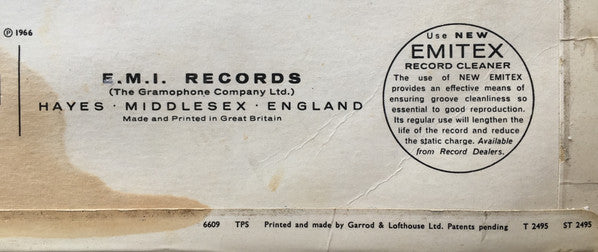 ℗ 1966
E.M.I. RECORDS
(The Gramophone Company Ltd.)
HAYES · MIDDLESEX · ENGLAND
Made and Printed in Great Britain
Use NEW
EMITEX
RECORD CLEANER
The use of NEW EMITEX
provides an effective means of
ensuring groove cleanliness so
essential to good reproduction.
Its regular use will lengthen the
life of the record and reduce
the static charge. Available
from Record Dealers.
6609 TPS Printed and made by Garrod & Lofthouse Ltd. Patents pending T 2495 ST 2495